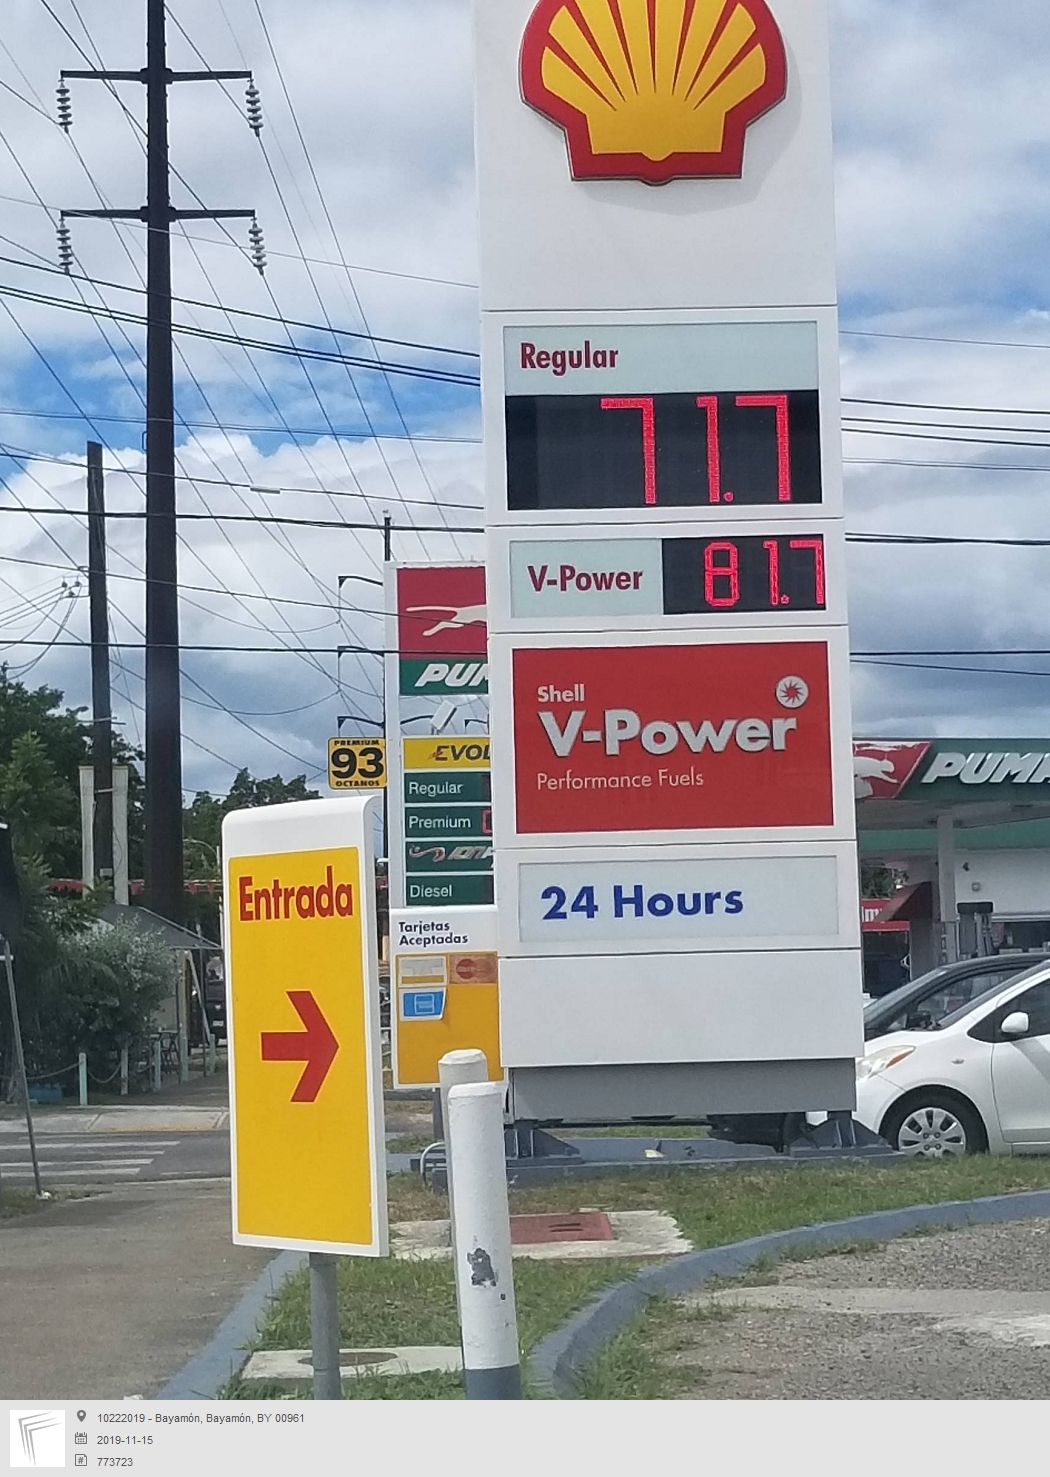 Regular
71.7
V-Power
81.7
Shell
V-Power
Performance Fuels
24 Hours
PREMIUM
93
OCTANOS
Regular
Premium
Diesel
Entrada
Tarjetas
Aceptadas
10222019 - Bayamón, Bayamón, BY 00961
2019-11-15
773723